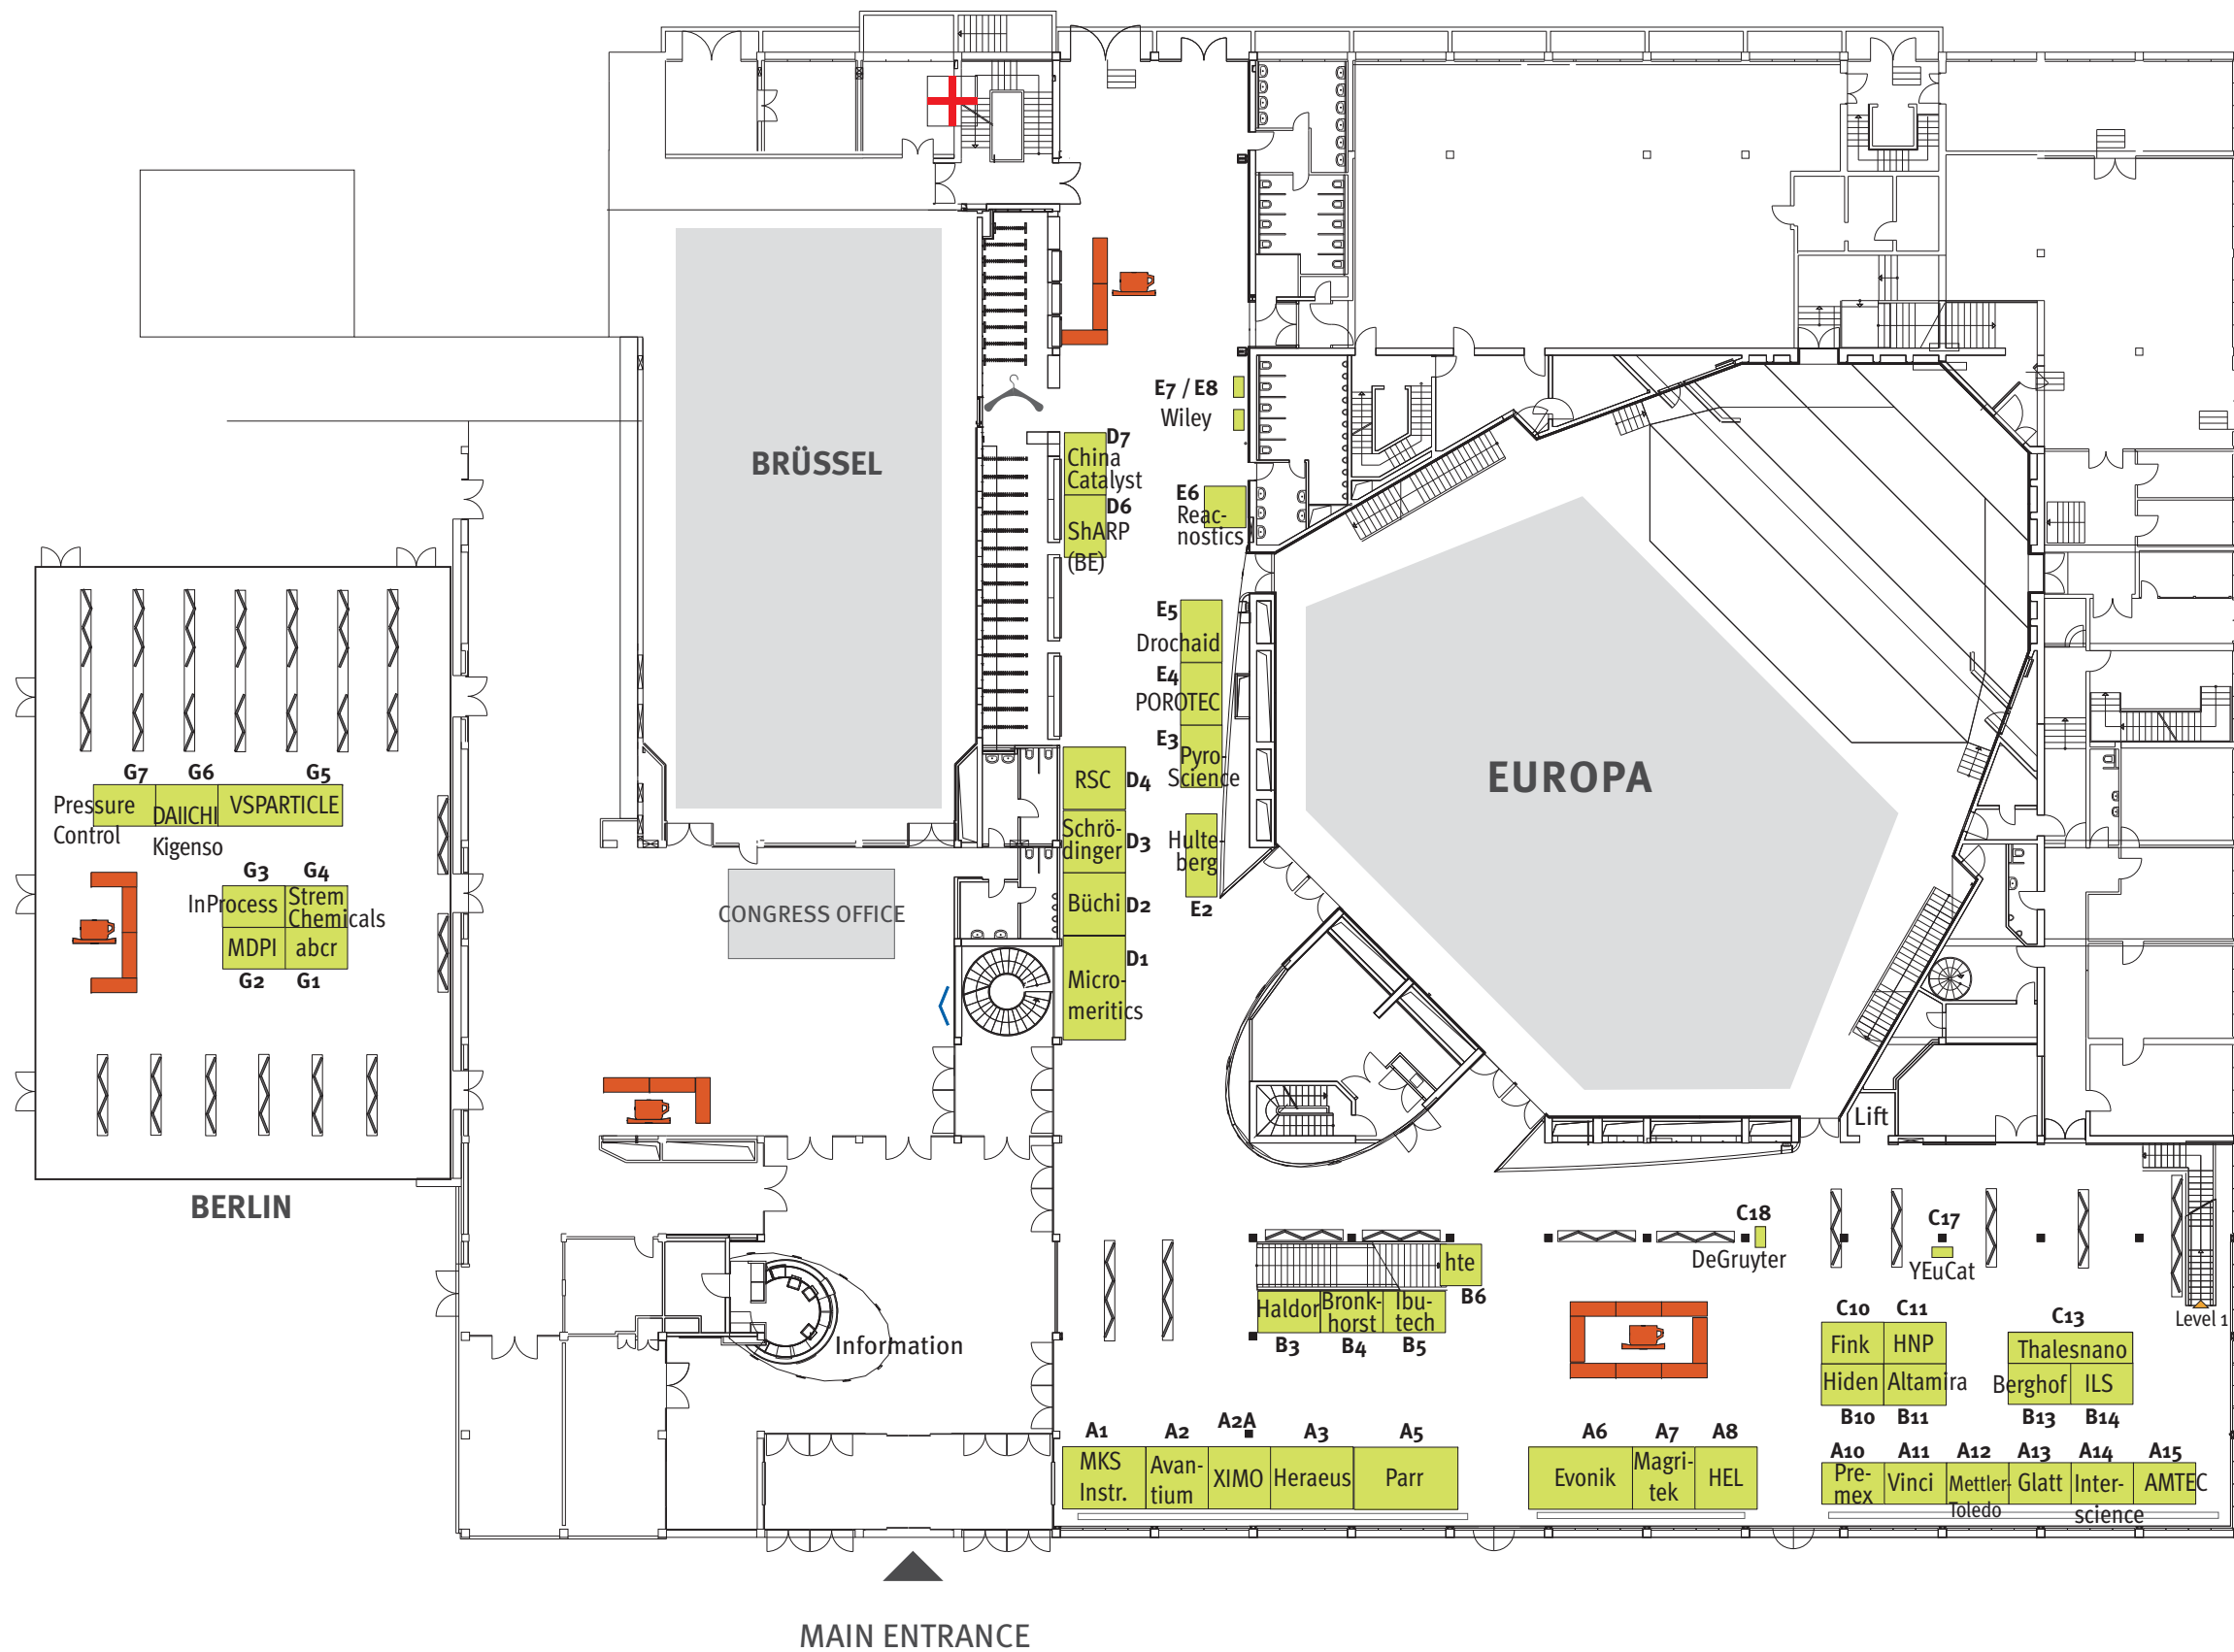 E7 / E8
Wiley
D7
China
Catalyst
D6
ShARP
(BE)
E6
Reac-
nostics
BRÜSSEL
E5
Drochaid
E4
POROTEC
E3
Pyro-
Science
EUROPA
G7
G6
G5
Pressure
Control
DAIICHI
Kigenso
VSPARTICLE
RSC
D4
Schrö-
dinger
D3
Hulte-
berg
E2
Büchi
D2
D1
Micro-
meritics
CONGRESS OFFICE
G3
G4
InProcess
Strem
Chemicals
MDPI
abcr
G2
G1
Lift
BERLIN
C18
DeGruyter
C17
YEuCat
hte
B6
Haldor
Bronk-
horst
Ibu-
tech
B3
B4
B5
Level 1
Information
C10
C11
C13
Fink
HNP
Thalesnano
Hiden
Altamira
Berghof
ILS
B10
B11
B13
B14
A1
A2
A2A
A3
A5
A6
A7
A8
MKS
Instr.
Avan-
tium
XIMO
Heraeus
Parr
Evonik
Magri-
tek
HEL
A10
A11
A12
A13
A14
A15
Pre-
mex
Vinci
Mettler-
Toledo
Glatt
Inter-
science
AMTEC
MAIN ENTRANCE